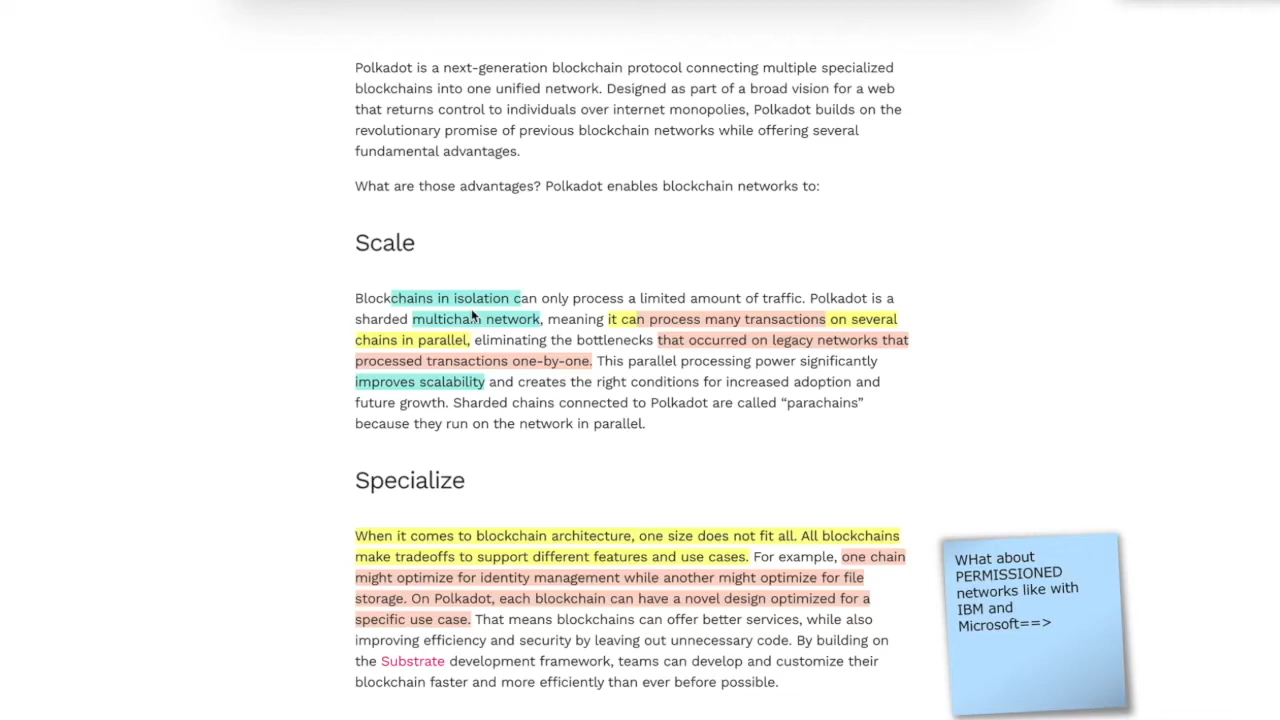 Polkadot is a next-generation blockchain protocol connecting multiple specialized
blockchains into one unified network. Designed as part of a broad vision for a web
that returns control to individuals over internet monopolies, Polkadot builds on the
revolutionary promise of previous blockchain networks while offering several
fundamental advantages.
What are those advantages? Polkadot enables blockchain networks to:
Scale
Blockchains in isolation can only process a limited amount of traffic. Polkadot is a
sharded multichain network, meaning it can process many transactions on several
chains in parallel, eliminating the bottlenecks that occurred on legacy networks that
processed transactions one-by-one. This parallel processing power significantly
improves scalability and creates the right conditions for increased adoption and
future growth. Sharded chains connected to Polkadot are called “parachains”
because they run on the network in parallel.
Specialize
When it comes to blockchain architecture, one size does not fit all. All blockchains
make tradeoffs to support different features and use cases. For example, one chain
might optimize for identity management while another might optimize for file
storage. On Polkadot, each blockchain can have a novel design optimized for a
specific use case. That means blockchains can offer better services, while also
improving efficiency and security by leaving out unnecessary code. By building on
the Substrate development framework, teams can develop and customize their
blockchain faster and more efficiently than ever before possible.
WHat about
PERMISSIONED
networks like with
IBM and
Microsoft==>